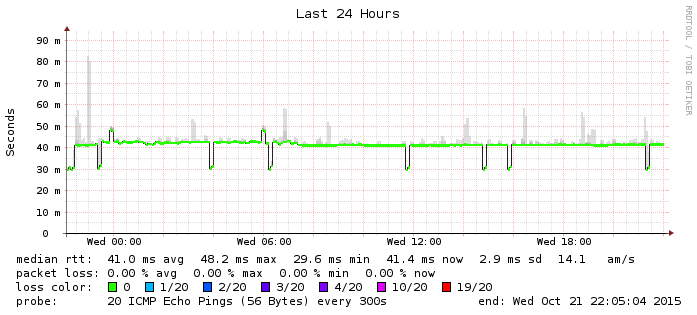 Last 24 Hours
RRDTOOL / TOBI OETIKER
Seconds
90 m
80 m
70 m
60 m
50 m
40 m
30 m
20 m
10 m
0
Wed 00:00 Wed 06:00 Wed 12:00 Wed 18:00
median rtt: 41.0 ms avg 48.2 ms max 29.6 ms min 41.4 ms now 2.9 ms sd 14.1 am/s
packet loss: 0.00 % avg 0.00 % max 0.00 % min 0.00 % now
loss color: 0 1/20 2/20 3/20 4/20 10/20 19/20
probe: 20 ICMP Echo Pings (56 Bytes) every 300s end: Wed Oct 21 22:05:04 2015